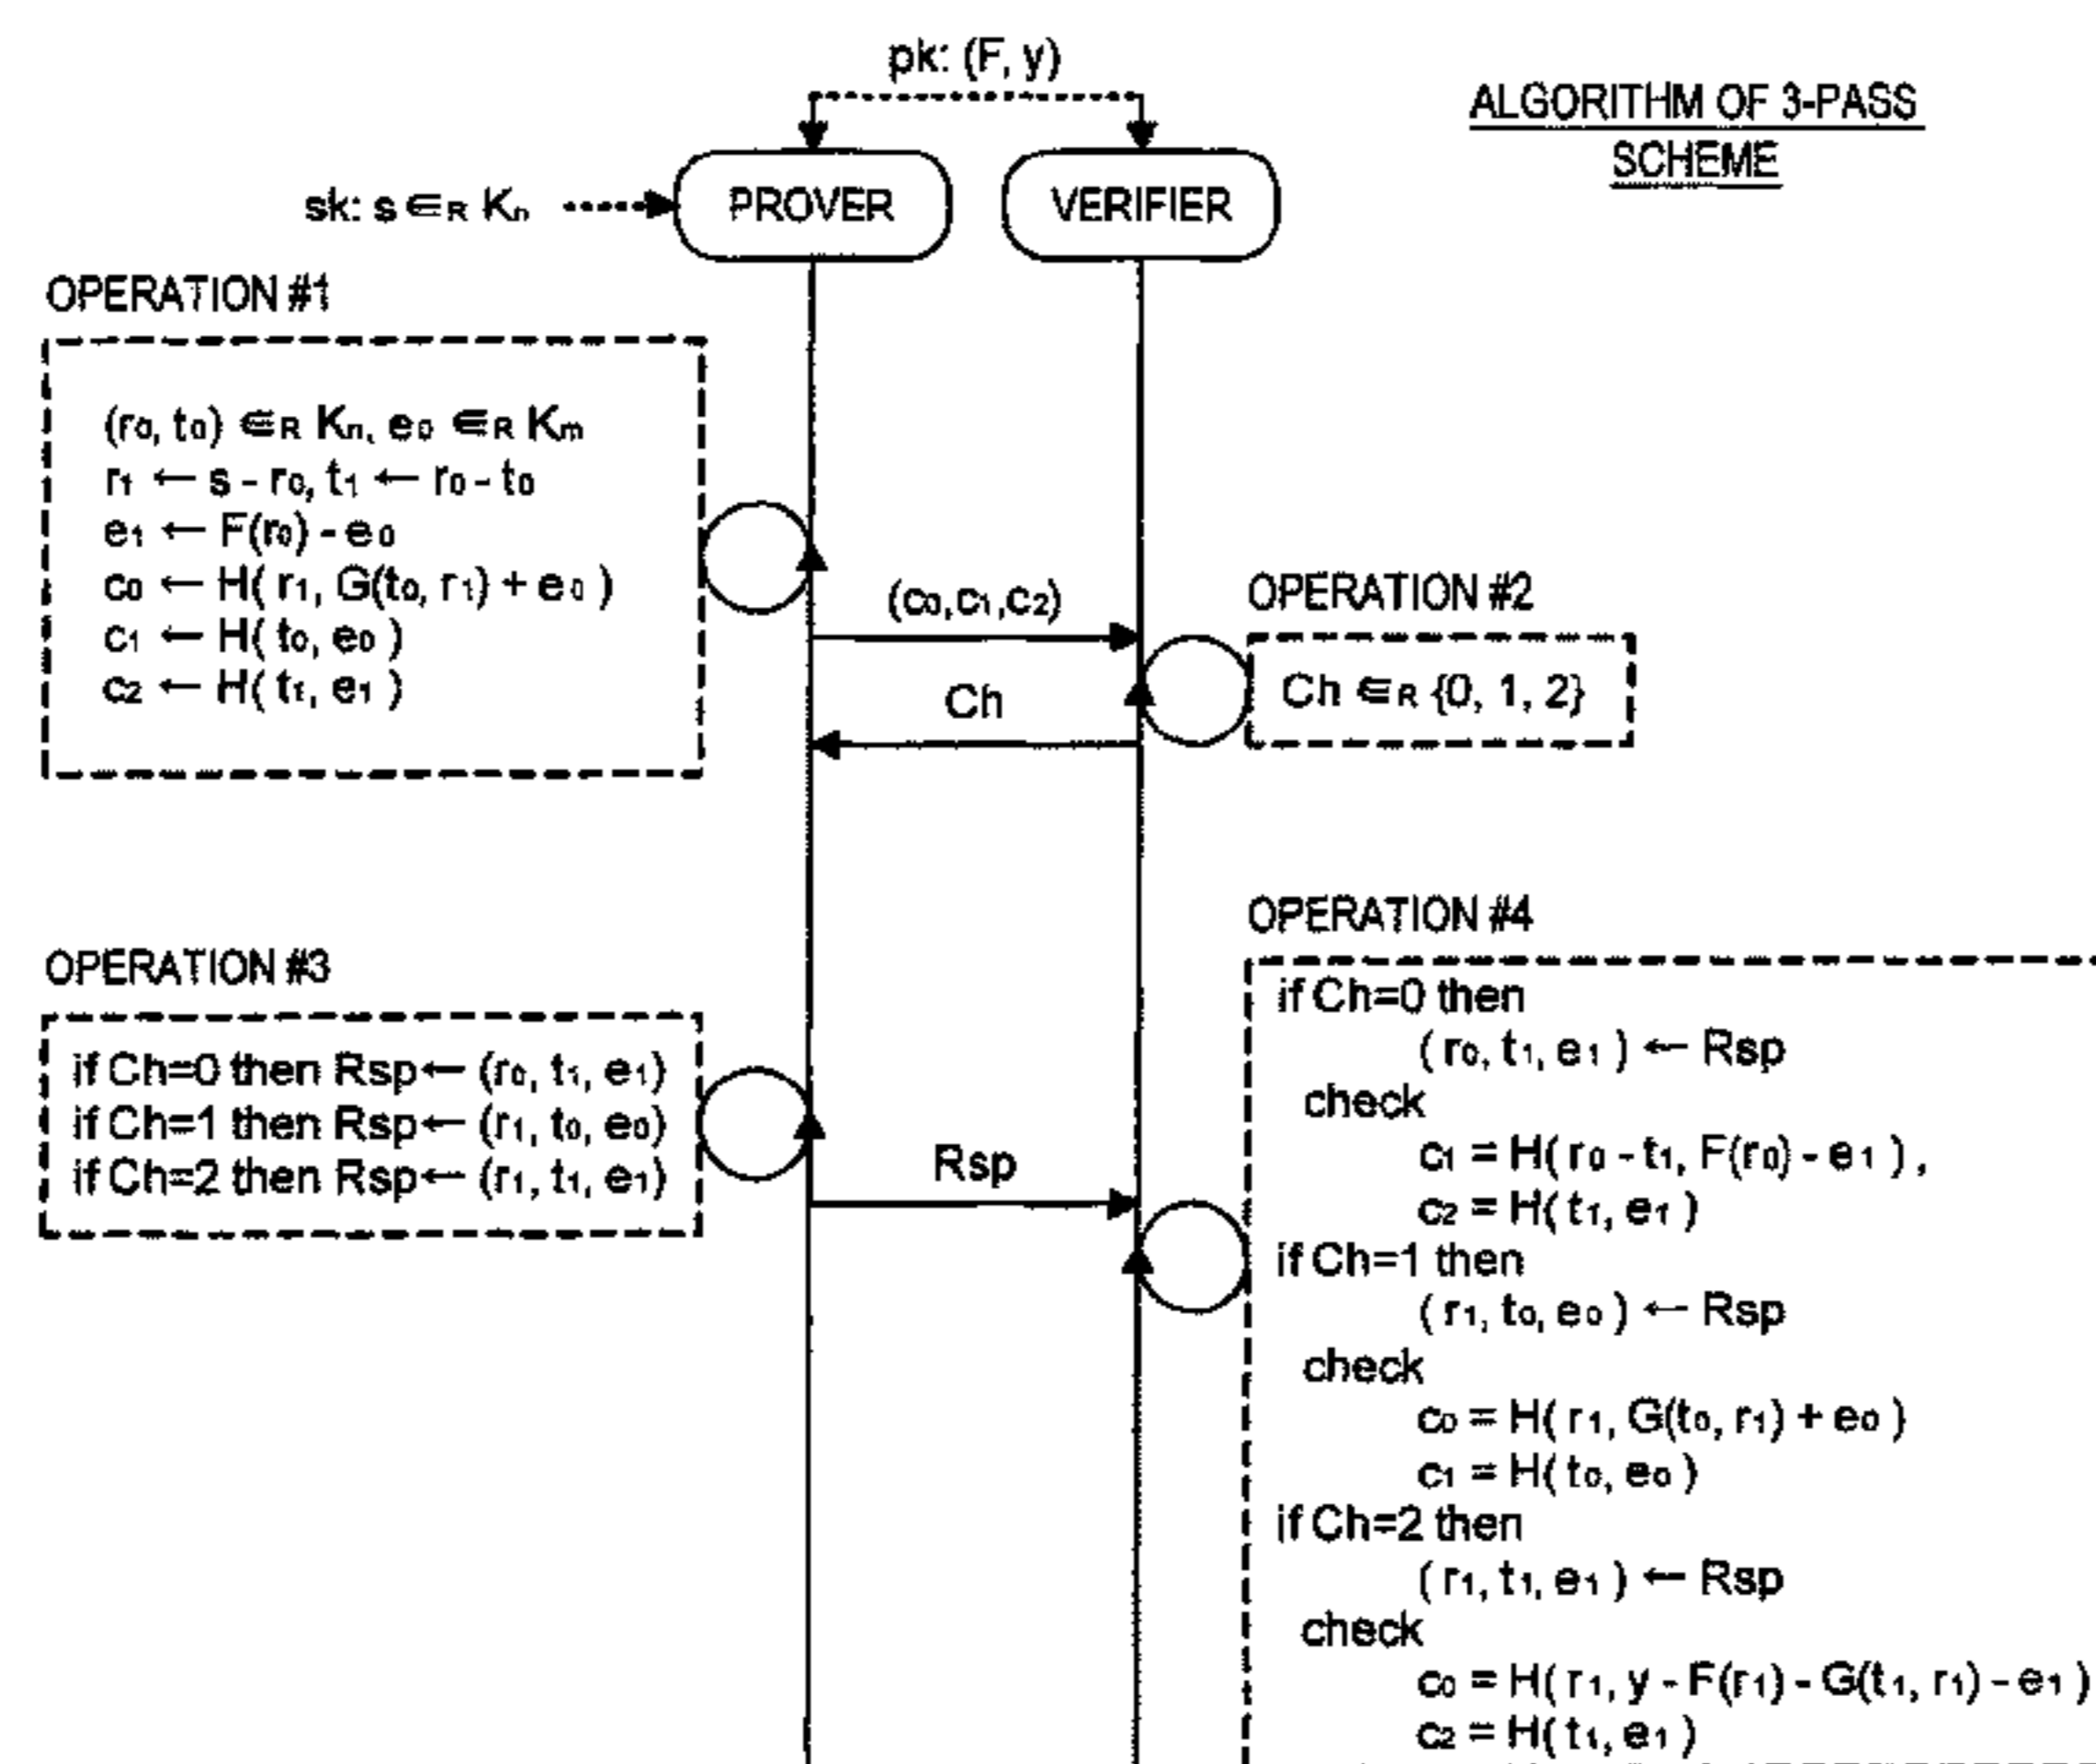 pk: (F, y)
ALGORITHM OF 3-PASS
SCHEME
sk: s ∈R Kn
PROVER
VERIFIER
OPERATION #1
(r0, t0) ∈R Kn, e0 ∈R Km
r1 ← s - r0, t1 ← r0 - t0
e1 ← F(r0) - e0
c0 ← H( r1, G(t0, r1) + e0 )
c1 ← H( t0, e0 )
c2 ← H( t1, e1 )
(c0,c1,c2)
OPERATION #2
Ch ∈R {0, 1, 2}
Ch
OPERATION #3
if Ch=0 then Rsp← (r0, t1, e1)
if Ch=1 then Rsp← (r1, t0, e0)
if Ch=2 then Rsp← (r1, t1, e1)
Rsp
OPERATION #4
if Ch=0 then
( r0, t1, e1 ) ← Rsp
check
c1 = H( r0 - t1, F(r0) - e1 ),
c2 = H( t1, e1 )
if Ch=1 then
( r1, t0, e0 ) ← Rsp
check
c0 = H( r1, G(t0, r1) + e0 )
c1 = H( t0, e0 )
if Ch=2 then
( r1, t1, e1 ) ← Rsp
check
c0 = H( r1, y - F(r1) - G(t1, r1) - e1 )
c2 = H( t1, e1 )